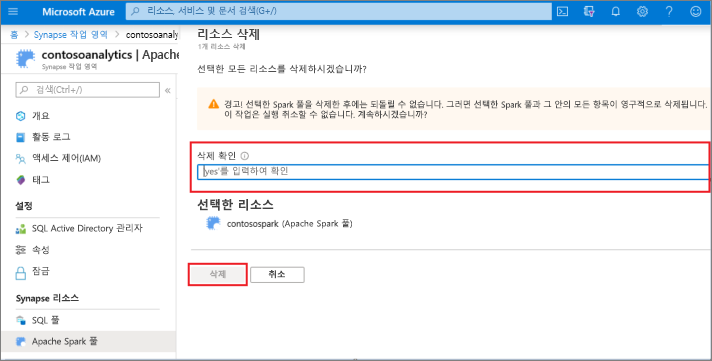 Microsoft Azure
리소스, 서비스 및 문서 검색(G+/)
홈 > Synapse 작업 영역 > contosoanaly
contosoanalytics | Apache
Synapse 작업 영역
검색(Ctrl+/)
개요
활동 로그
액세스 제어(IAM)
태그
설정
SQL Active Directory 관리자
속성
잠금
Synapse 리소스
SQL 풀
Apache Spark 풀
리소스 삭제
1개 리소스 삭제
선택한 모든 리소스를 삭제하시겠습니까?
경고! 선택한 Spark 풀을 삭제한 후에는 되돌릴 수 없습니다. 그러면 선택한 Spark 풀과 그 안의 모든 항목이 영구적으로 삭제됩니다.
이 작업은 실행 취소할 수 없습니다. 계속하시겠습니까?
삭제 확인
'yes'를 입력하여 확인
선택한 리소스
contosospark (Apache Spark 풀)
삭제
취소